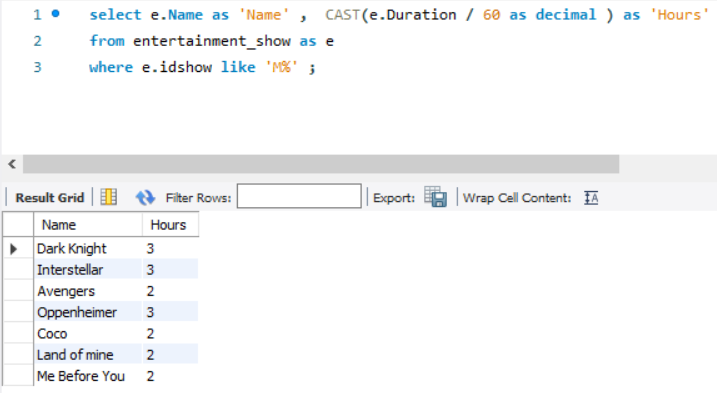 1 select e.Name as 'Name' , CAST(e.Duration / 60 as decimal ) as 'Hours'
2 from entertainment_show as e
3 where e.idshow like 'M%' ;
Result Grid Filter Rows: Export: Wrap Cell Content: IA
Name Hours
Dark Knight 3
Interstellar 3
Avengers 2
Oppenheimer 3
Coco 2
Land of mine 2
Me Before You 2